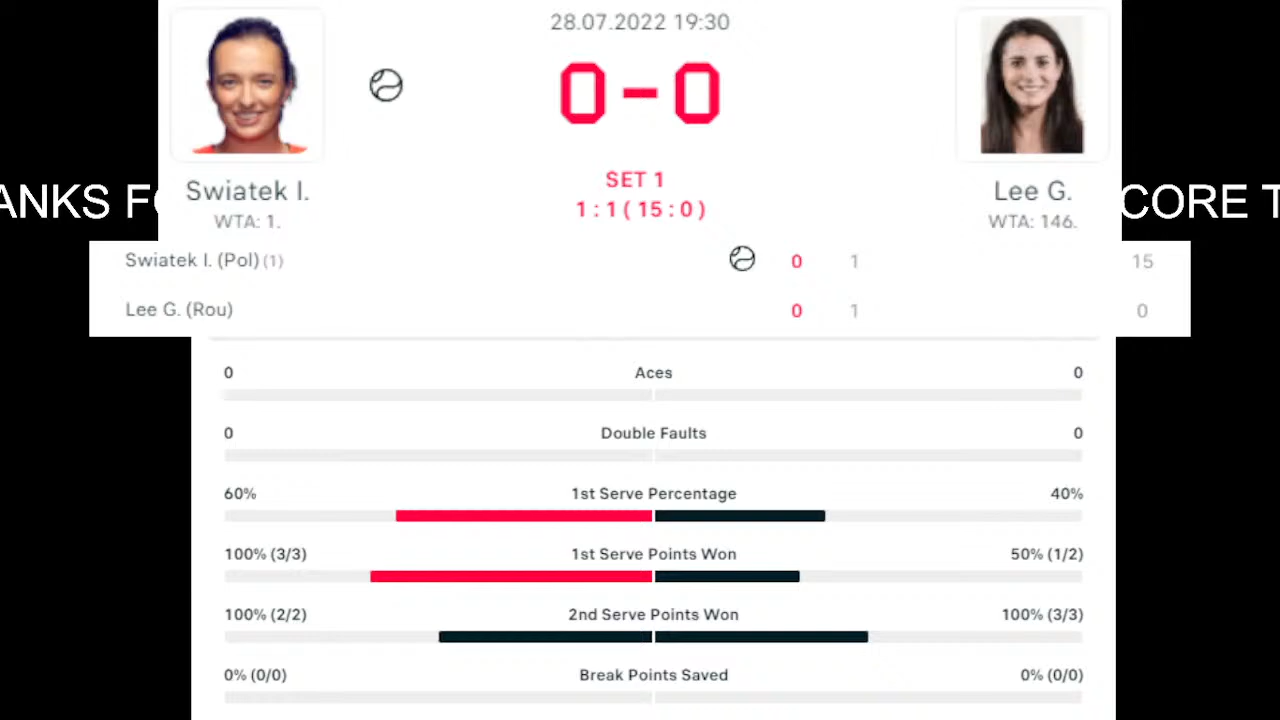 28.07.2022 19:30
0-0
SET 1
1 : 1 ( 15 : 0 )
ANKS F
CORE T
Swiatek I.
WTA: 1.
Lee G.
WTA: 146.
Swiatek I. (Pol) (1) 0 1 15
Lee G. (Rou) 0 1 0
0 Aces 0
0 Double Faults 0
60% 1st Serve Percentage 40%
100% (3/3) 1st Serve Points Won 50% (1/2)
100% (2/2) 2nd Serve Points Won 100% (3/3)
0% (0/0) Break Points Saved 0% (0/0)